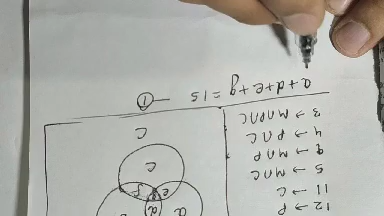 12 → P
11 → C
5 → M∩C
9 → M∩P
4 → P∩C
3 → M∩P∩C
a
d
e
C
C
a+d+e+g = 15 — ①